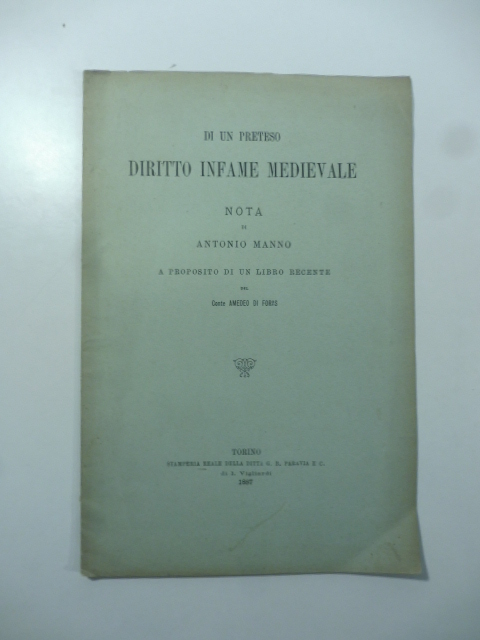 DI UN PRETESO
DIRITTO INFAME MEDIEVALE
NOTA
DI
ANTONIO MANNO
A PROPOSITO DI UN LIBRO RECENTE
DEL
Conte AMEDEO DI FORAS
TORINO
STAMPERIA REALE DELLA DITTA G. B. PARAVIA E C.
di I. Vigliardi
1887